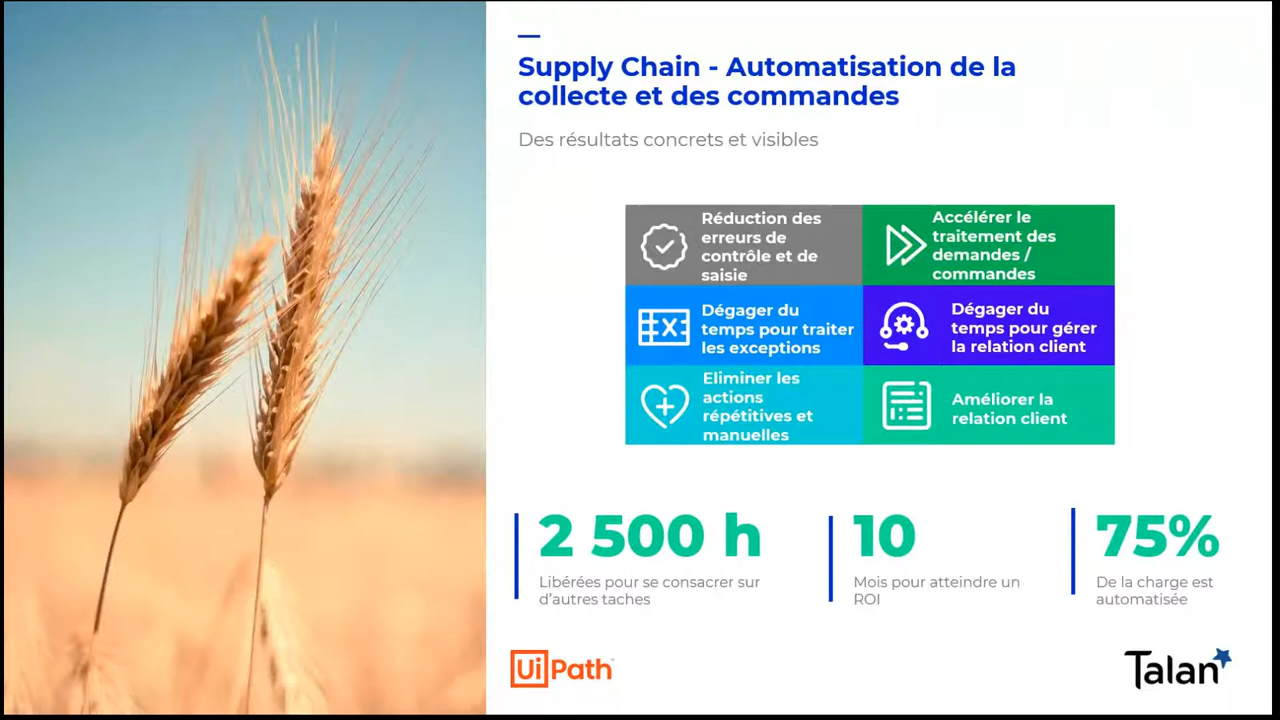 Supply Chain - Automatisation de la
collecte et des commandes
Des résultats concrets et visibles
Réduction des
erreurs de
contrôle et de
saisie
Accélérer le
traitement des
demandes /
commandes
Dégager du
temps pour traiter
les exceptions
Dégager du
temps pour gérer
la relation client
Eliminer les
actions
répétitives et
manuelles
Améliorer la
relation client
2 500 h
Libérées pour se consacrer sur
d'autres taches
10
Mois pour atteindre un
ROI
75%
De la charge est
automatisée
UiPath
Talan